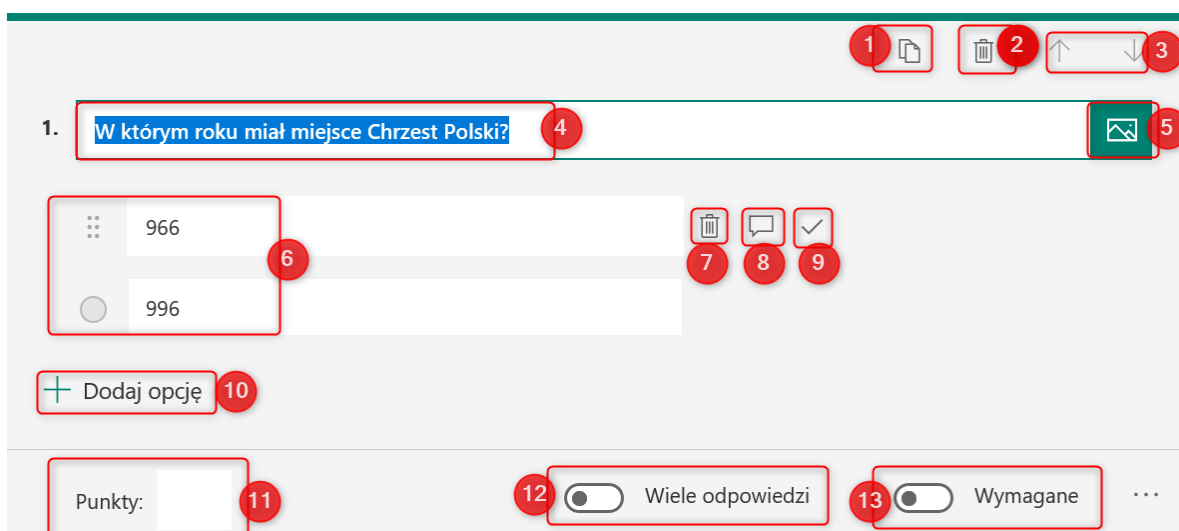 1 2 3
1. W którym roku miał miejsce Chrzest Polski? 4 5
966
6 7 8 9
996
Dodaj opcję 10
Punkty: 11 12 Wiele odpowiedzi 13 Wymagane ...